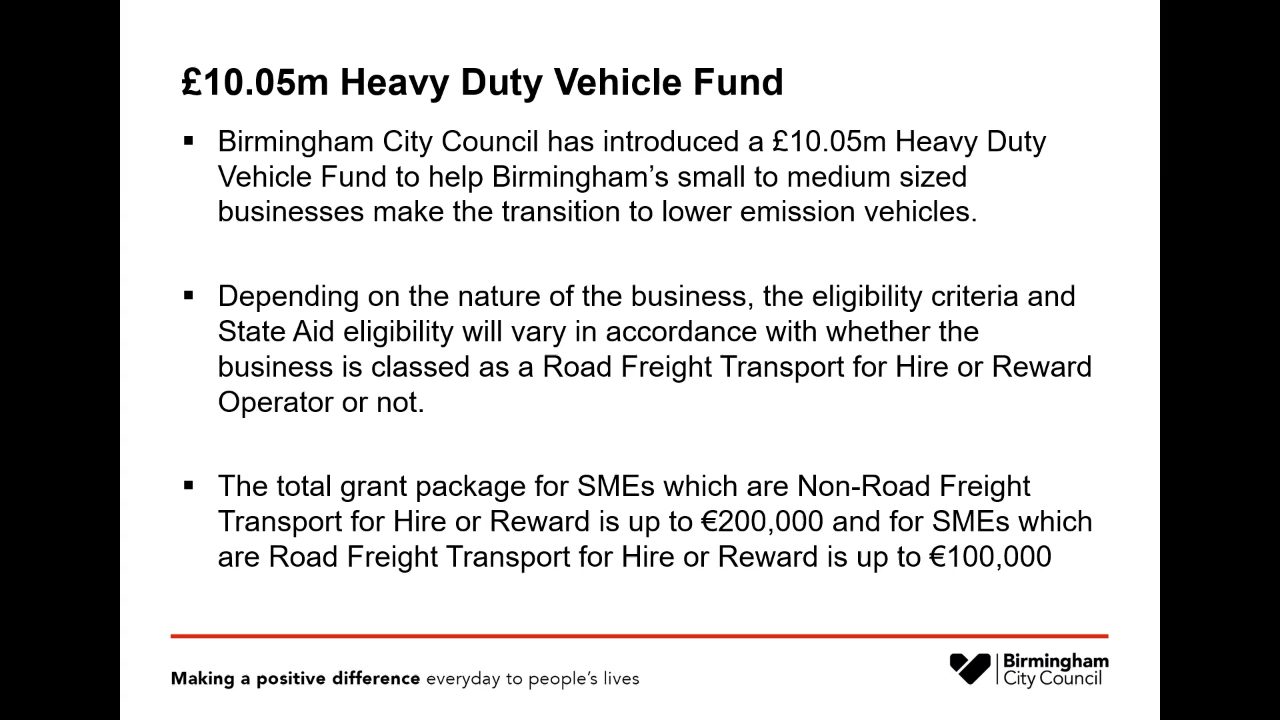 £10.05m Heavy Duty Vehicle Fund
▪ Birmingham City Council has introduced a £10.05m Heavy Duty
Vehicle Fund to help Birmingham’s small to medium sized
businesses make the transition to lower emission vehicles.
▪ Depending on the nature of the business, the eligibility criteria and
State Aid eligibility will vary in accordance with whether the
business is classed as a Road Freight Transport for Hire or Reward
Operator or not.
▪ The total grant package for SMEs which are Non-Road Freight
Transport for Hire or Reward is up to €200,000 and for SMEs which
are Road Freight Transport for Hire or Reward is up to €100,000
Making a positive difference everyday to people’s lives
Birmingham
City Council